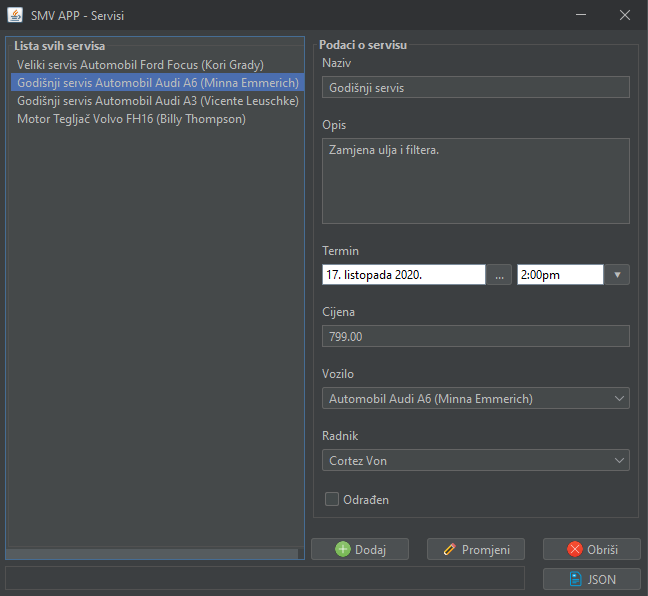 SMV APP - Servisi
Lista svih servisa
Veliki servis Automobil Ford Focus (Kori Grady)
Godišnji servis Automobil Audi A6 (Minna Emmerich)
Godišnji servis Automobil Audi A3 (Vicente Leuschke)
Motor Tegljač Volvo FH16 (Billy Thompson)
Podaci o servisu
Naziv
Godišnji servis
Opis
Zamjena ulja i filtera.
Termin
17. listopada 2020. ... 2:00pm
Cijena
799.00
Vozilo
Automobil Audi A6 (Minna Emmerich)
Radnik
Cortez Von
Odrađen
Dodaj Promjeni Obriši
JSON